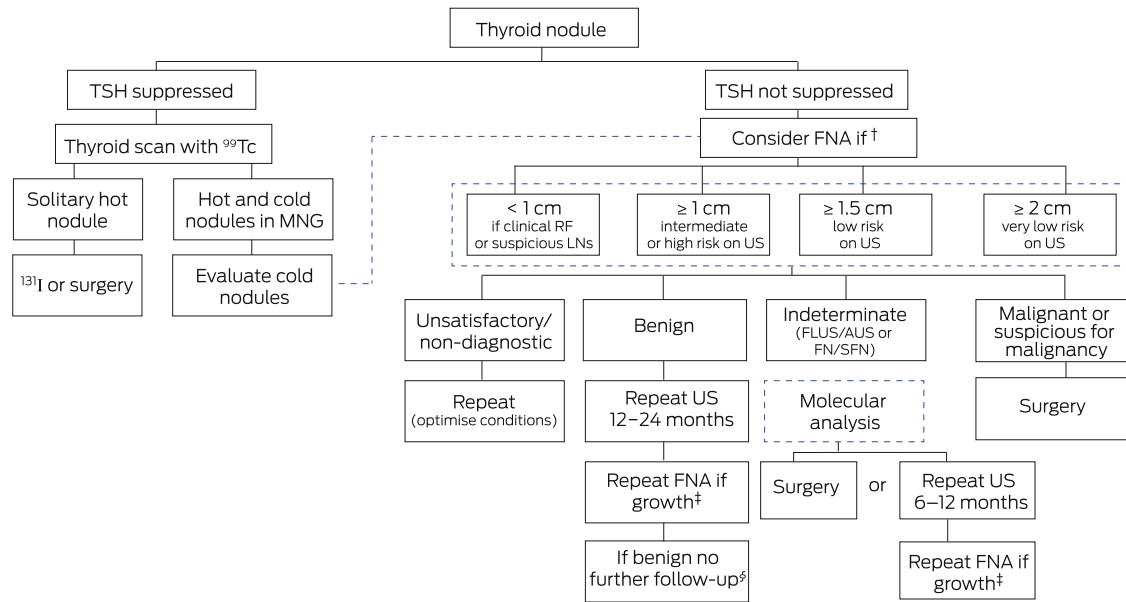 Thyroid nodule
TSH suppressed
TSH not suppressed
Thyroid scan with ⁹⁹Tc
Consider FNA if †
Solitary hot
nodule
Hot and cold
nodules in MNG
< 1 cm
if clinical RF
or suspicious LNs
≥ 1 cm
intermediate
or high risk on US
≥ 1.5 cm
low risk
on US
≥ 2 cm
very low risk
on US
¹³¹I or surgery
Evaluate cold
nodules
Unsatisfactory/
non-diagnostic
Benign
Indeterminate
(FLUS/AUS or
FN/SFN)
Malignant or
suspicious for
malignancy
Repeat
(optimise conditions)
Repeat US
12–24 months
Molecular
analysis
Surgery
Repeat FNA if
growth‡
Surgery
or
Repeat US
6–12 months
If benign no
further follow-up§
Repeat FNA if
growth‡